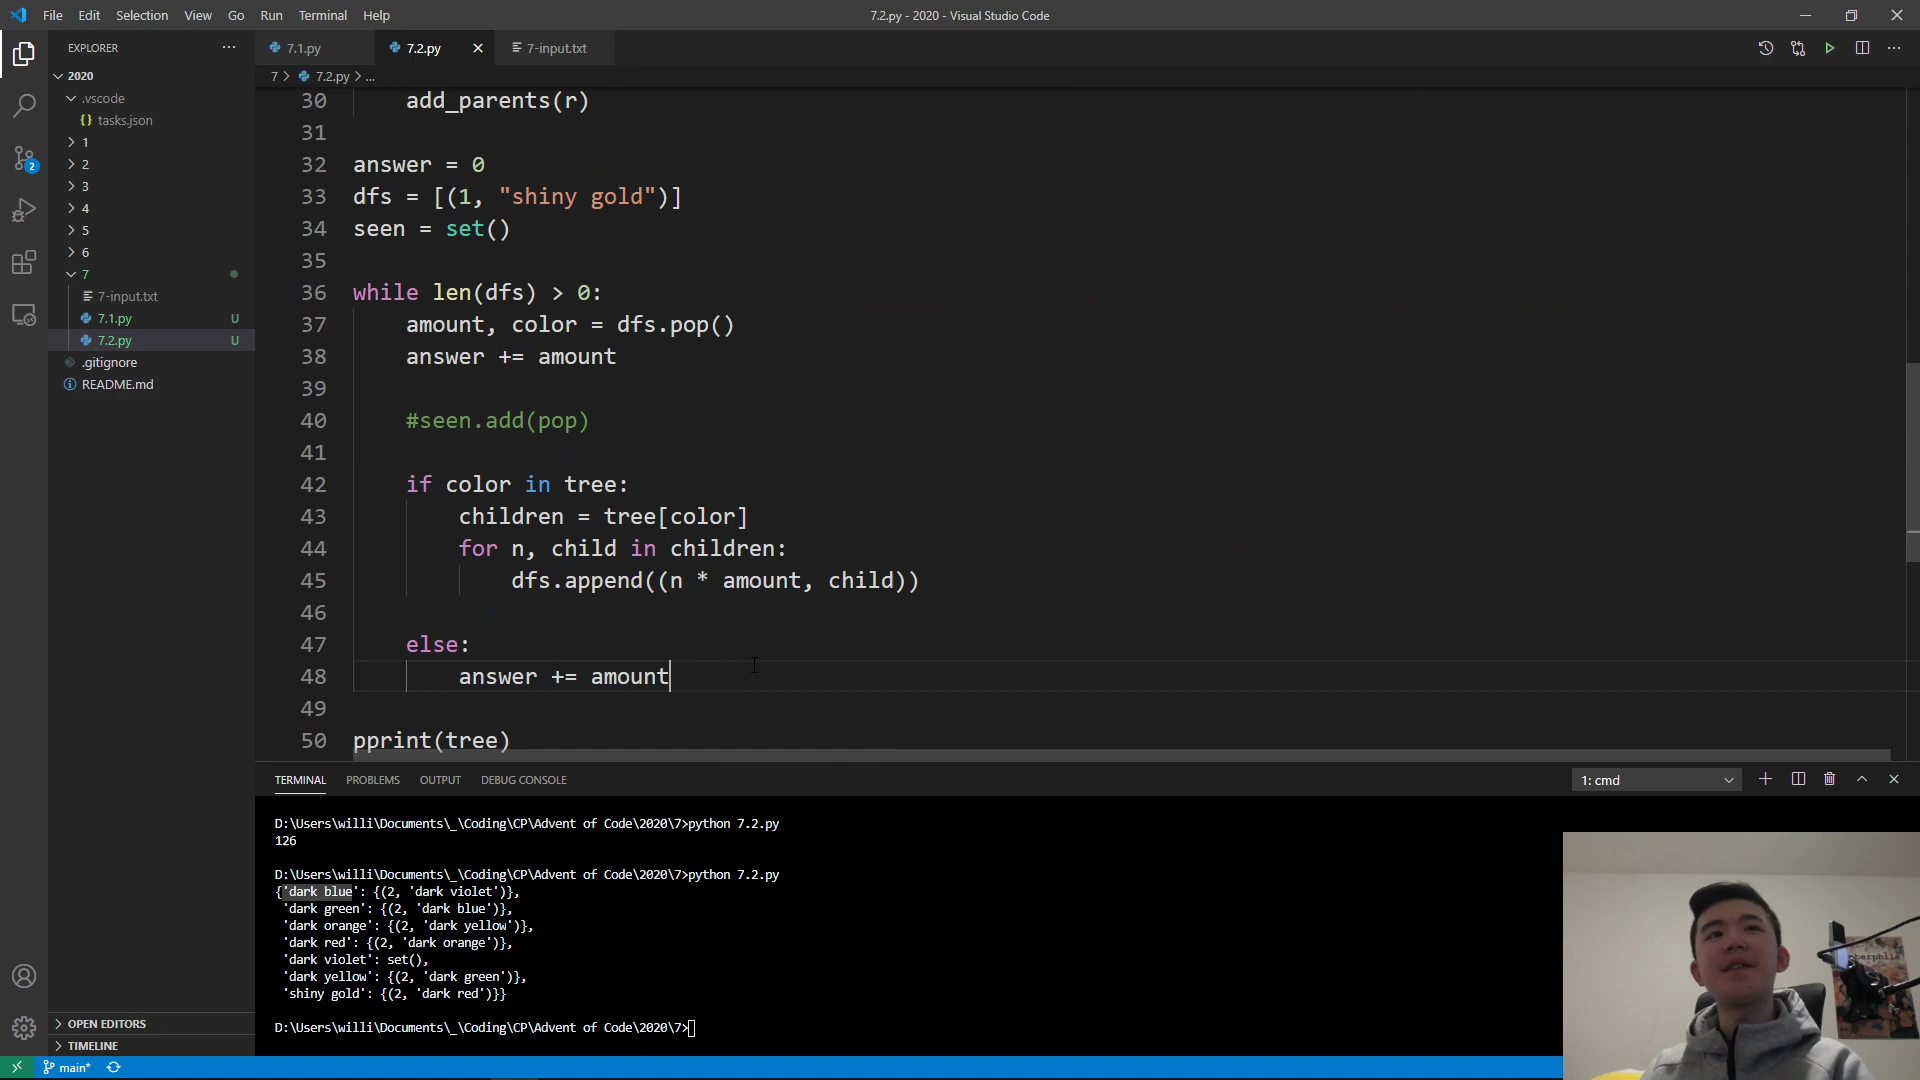 File Edit Selection View Go Run Terminal Help
7.2.py - 2020 - Visual Studio Code
EXPLORER
7.1.py
7.2.py
7-input.txt
2020
7 > 7.2.py > ...
.vscode
tasks.json
1
2
3
4
5
6
7
7-input.txt
7.1.py U
7.2.py U
.gitignore
README.md
2
30 add_parents(r)
31
32 answer = 0
33 dfs = [(1, "shiny gold")]
34 seen = set()
35
36 while len(dfs) > 0:
37 amount, color = dfs.pop()
38 answer += amount
39
40 #seen.add(pop)
41
42 if color in tree:
43 children = tree[color]
44 for n, child in children:
45 dfs.append((n * amount, child))
46
47 else:
48 answer += amount
49
50 pprint(tree)
TERMINAL PROBLEMS OUTPUT DEBUG CONSOLE
1: cmd
D:\Users\willi\Documents\_\Coding\CP\Advent of Code\2020\7>python 7.2.py
126
D:\Users\willi\Documents\_\Coding\CP\Advent of Code\2020\7>python 7.2.py
{'dark blue': {(2, 'dark violet')},
'dark green': {(2, 'dark blue')},
'dark orange': {(2, 'dark yellow')},
'dark red': {(2, 'dark orange')},
'dark violet': set(),
'dark yellow': {(2, 'dark green')},
'shiny gold': {(2, 'dark red')}}
D:\Users\willi\Documents\_\Coding\CP\Advent of Code\2020\7>
OPEN EDITORS
TIMELINE
main*